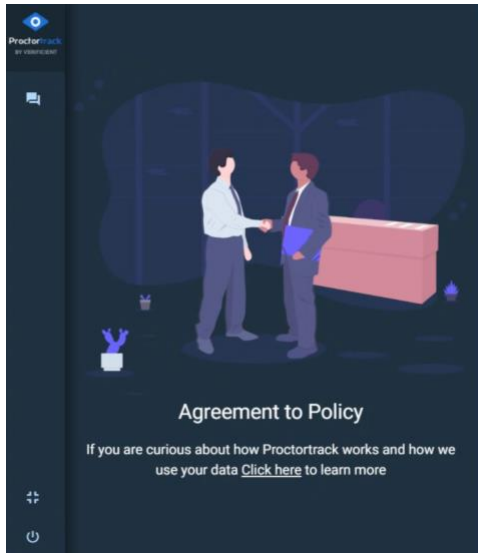 Proctortrack
BY VERIFICIENT
Agreement to Policy
If you are curious about how Proctortrack works and how we
use your data Click here to learn more